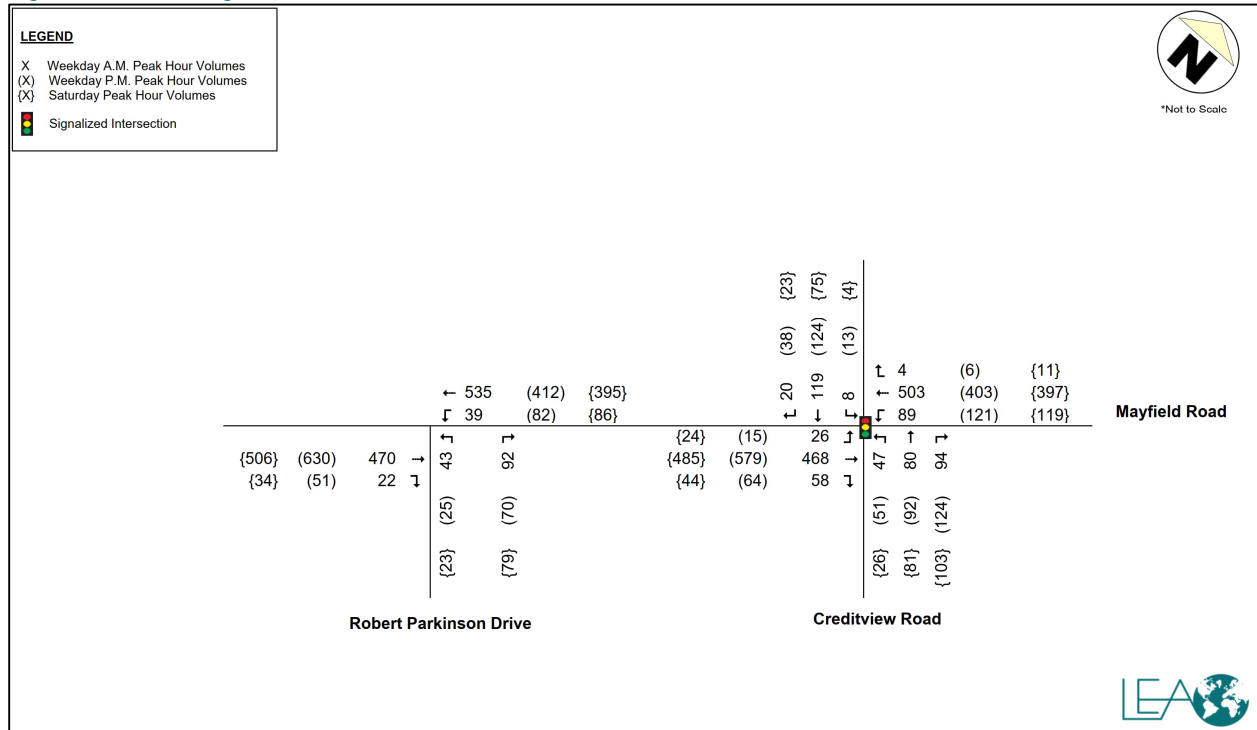 LEGEND
X Weekday A.M. Peak Hour Volumes
(X) Weekday P.M. Peak Hour Volumes
{X} Saturday Peak Hour Volumes
Signalized Intersection
N
*Not to Scale
{23} {75} {4}
(38) (124) (13)
20 119 8
↰ 4 (6) {11}
← 535 (412) {395}
← 503 (403) {397}
39 (82) {86}
89 (121) {119}
Mayfield Road
{24} (15) 26
{506} (630) 470 →
{485} (579) 468 →
{34} (51) 22
{44} (64) 58
43 92
47 80 94
(25) (70)
(51) (92) (124)
{23} {79}
{26} {81} {103}
Robert Parkinson Drive
Creditview Road
LEA